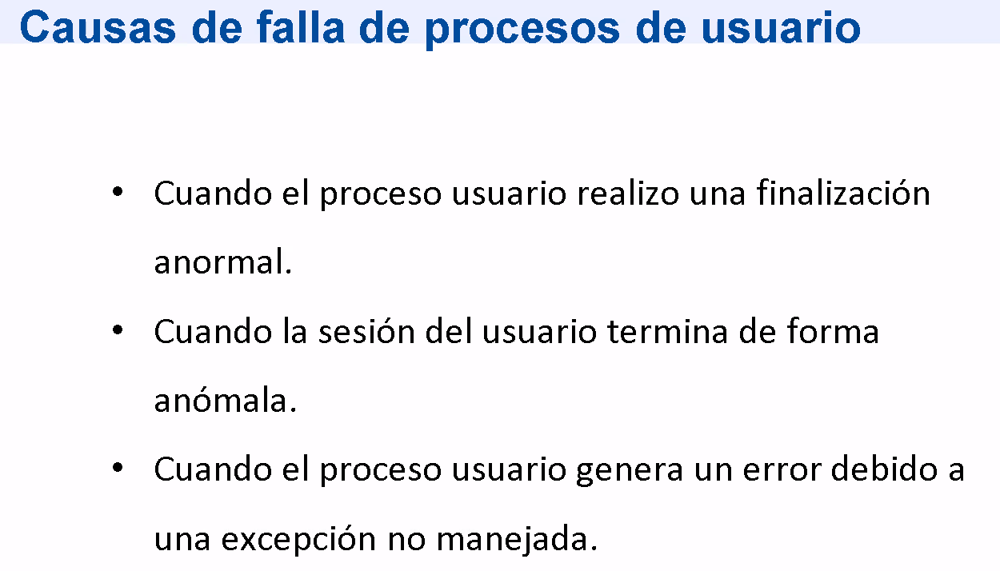 Causas de falla de procesos de usuario
• Cuando el proceso usuario realizo una finalización
anormal.
• Cuando la sesión del usuario termina de forma
anómala.
• Cuando el proceso usuario genera un error debido a
una excepción no manejada.